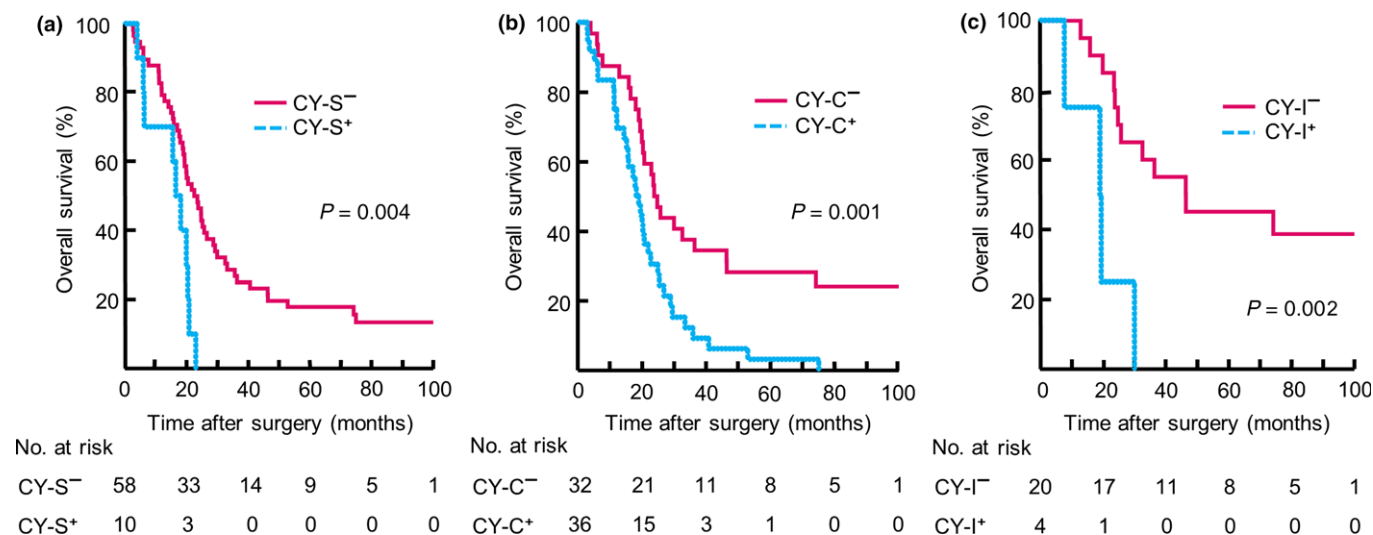 (a)
Overall survival (%)
100
80
60
40
20
CY-S⁻
CY-S⁺
P = 0.004
0 20 40 60 80 100
Time after surgery (months)
No. at risk
CY-S⁻ 58 33 14 9 5 1
CY-S⁺ 10 3 0 0 0 0
(b)
Overall survival (%)
100
80
60
40
20
CY-C⁻
CY-C⁺
P = 0.001
0 20 40 60 80 100
Time after surgery (months)
No. at risk
CY-C⁻ 32 21 11 8 5 1
CY-C⁺ 36 15 3 1 0 0
(c)
Overall survival (%)
100
80
60
40
20
CY-I⁻
CY-I⁺
P = 0.002
0 20 40 60 80 100
Time after surgery (months)
No. at risk
CY-I⁻ 20 17 11 8 5 1
CY-I⁺ 4 1 0 0 0 0